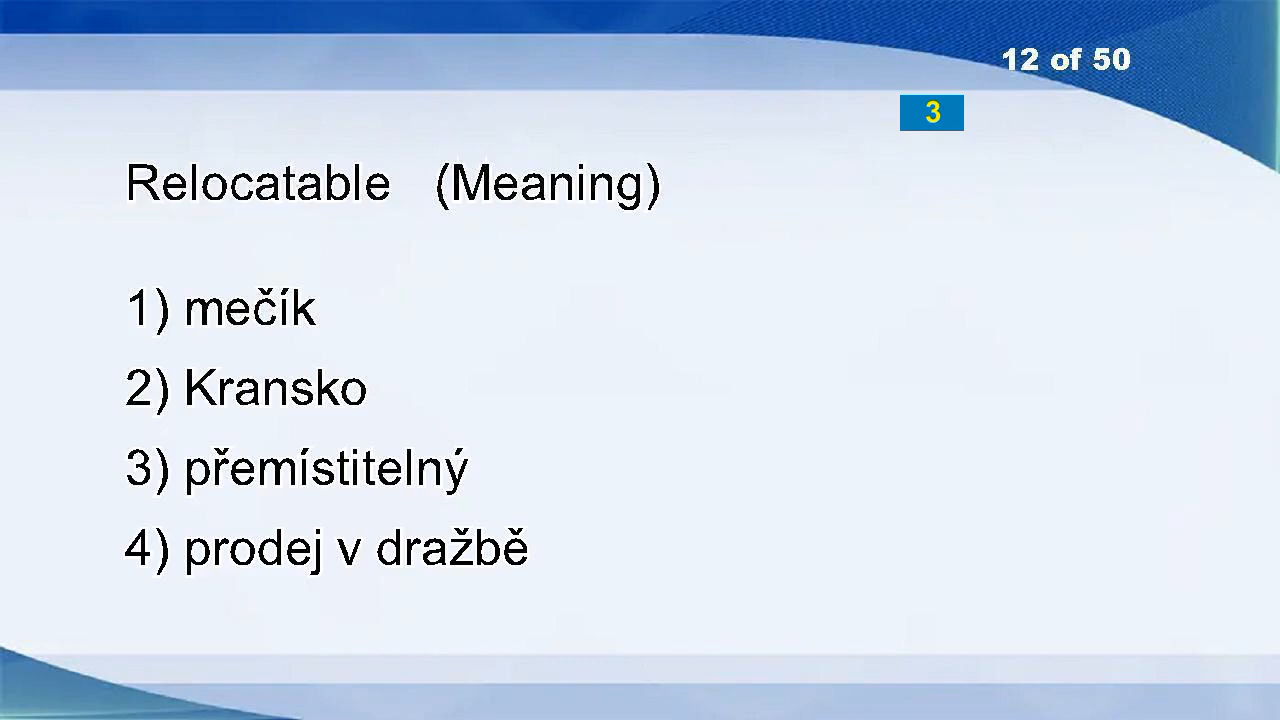 12 of 50
3
Relocatable (Meaning)
1) mečík
2) Kransko
3) přemístitelný
4) prodej v dražbě